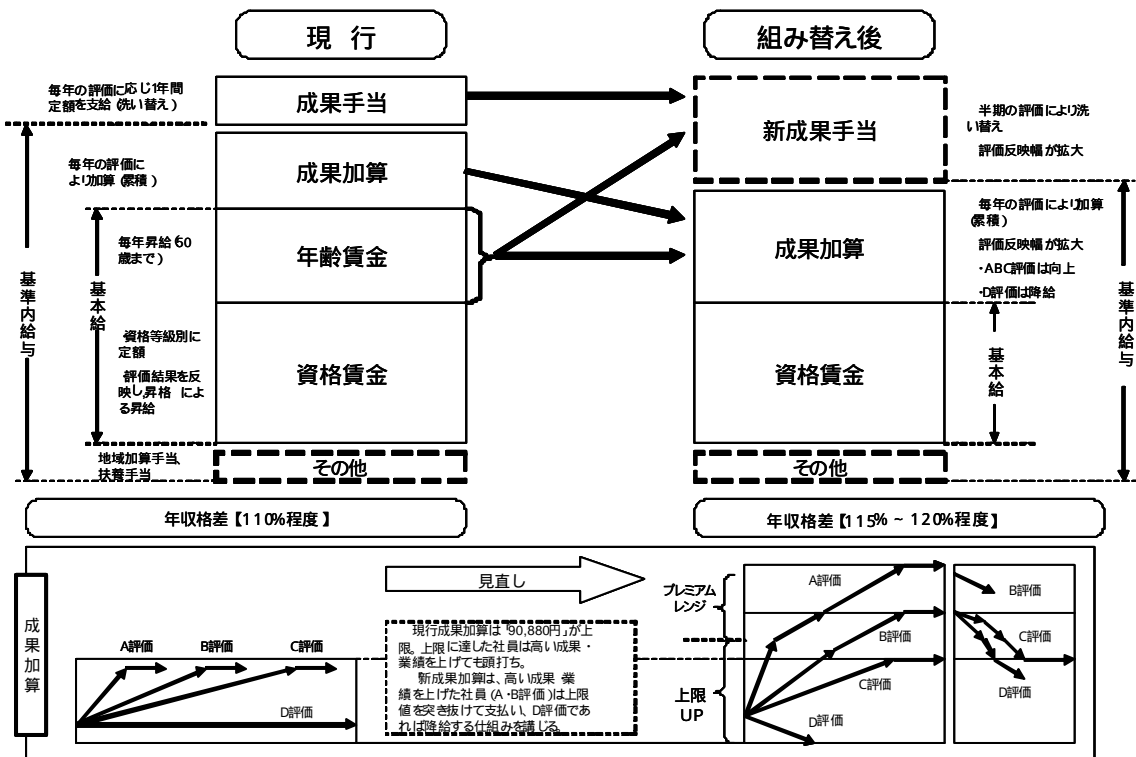 現 行
組み替え後
毎年の評価に応じ1年間
定額を支給(洗い替え)
成果手当
新成果手当
半期の評価により洗
い替え
評価反映幅が拡大
毎年の評価に
より加算(累積)
成果加算
成果加算
毎年の評価により加算
(累積)
評価反映幅が拡大
・ABC評価は向上
・D評価は降給
毎年昇給(60
歳まで)
年齢賃金
基準内給与
基本給
資格等級別に
定額
評価結果を反
映し、昇格 によ
る昇給
資格賃金
資格賃金
基本給
基準内給与
地域加算手当、
扶養手当
その他
その他
年収格差【110%程度】
年収格差【115%~120%程度】
成果加算
見直し
A評価
B評価
C評価
D評価
現行成果加算は「90,880円」が上
限。上限に達した社員は高い成果・
業績を上げても頭打ち。
新成果加算は、高い成果・業
績を上げた社員(A・B評価)は上限
値を突き抜けて支払い、D評価であ
れば降給する仕組みを講じる。
プレミアム
レンジ
上限
UP
A評価
B評価
C評価
D評価
B評価
C評価
D評価